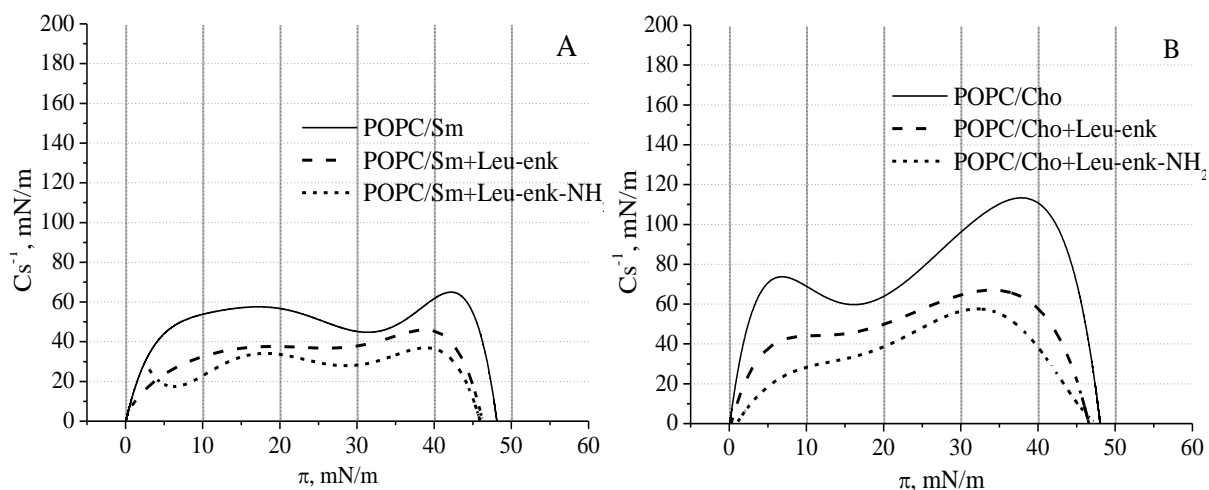 A
200
180
160
140
120
100
80
60
40
20
0
Cs⁻¹, mN/m
POPC/Sm
POPC/Sm+Leu-enk
POPC/Sm+Leu-enk-NH
0 10 20 30 40 50 60
π, mN/m
B
200
180
160
140
120
100
80
60
40
20
0
Cs⁻¹, mN/m
POPC/Cho
POPC/Cho+Leu-enk
POPC/Cho+Leu-enk-NH₂
0 10 20 30 40 50 60
π, mN/m